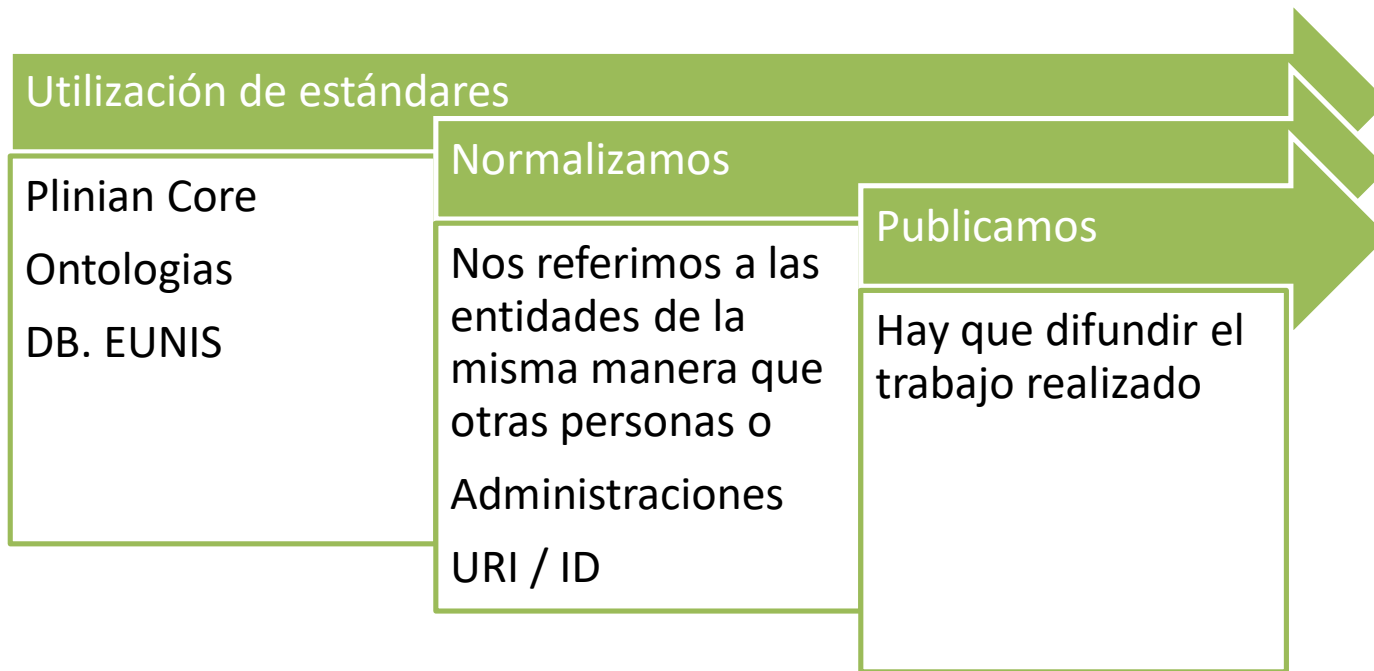 Utilización de estándares
Plinian Core
Ontologias
DB. EUNIS
Normalizamos
Nos referimos a las
entidades de la
misma manera que
otras personas o
Administraciones
URI / ID
Publicamos
Hay que difundir el
trabajo realizado